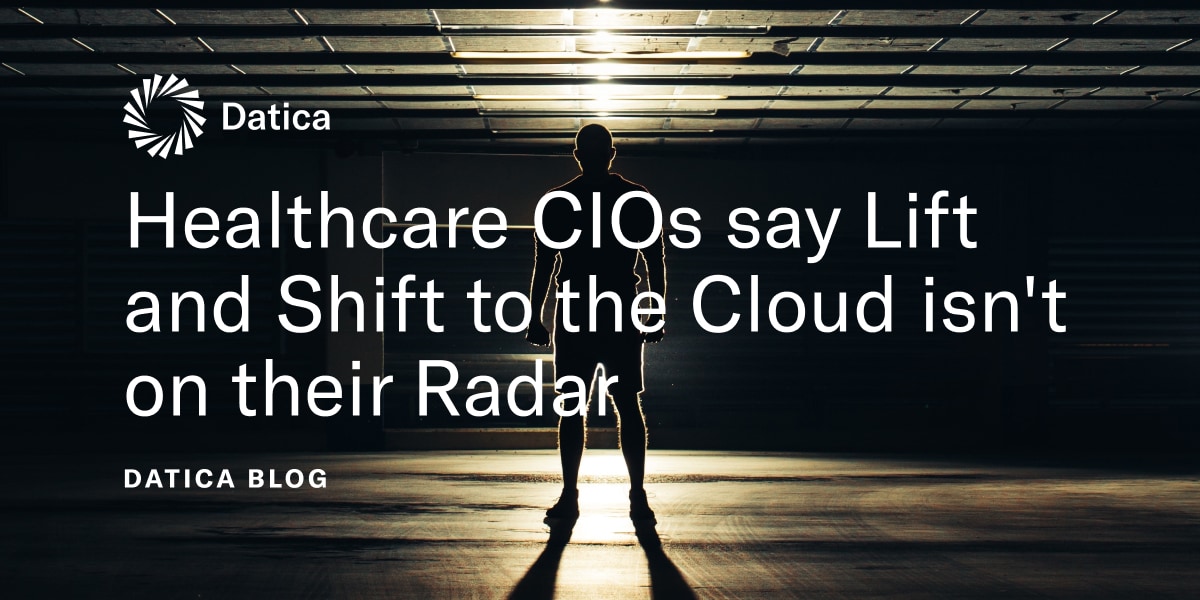 Datica
Healthcare CIOs say Lift
and Shift to the Cloud isn't
on their Radar
DATICA BLOG